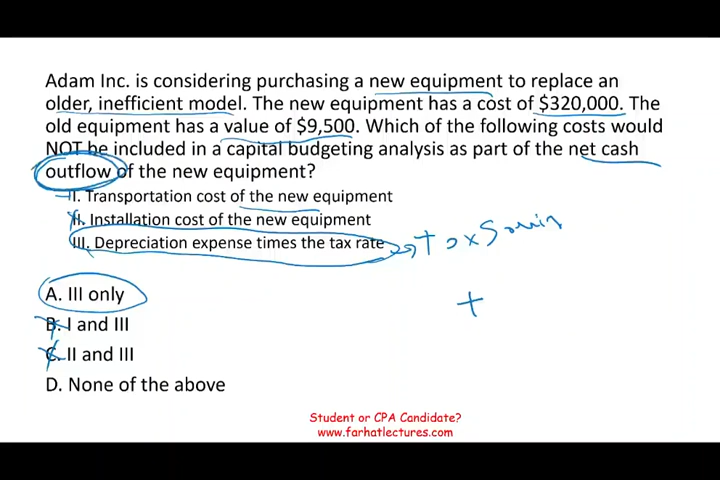 Adam Inc. is considering purchasing a new equipment to replace an
older, inefficient model. The new equipment has a cost of $320,000. The
old equipment has a value of $9,500. Which of the following costs would
NOT be included in a capital budgeting analysis as part of the net cash
outflow of the new equipment?
II. Transportation cost of the new equipment
II. Installation cost of the new equipment
III. Depreciation expense times the tax rate
A. III only
+
B. I and III
C. II and III
D. None of the above
Student or CPA Candidate?
www.farhatlectures.com